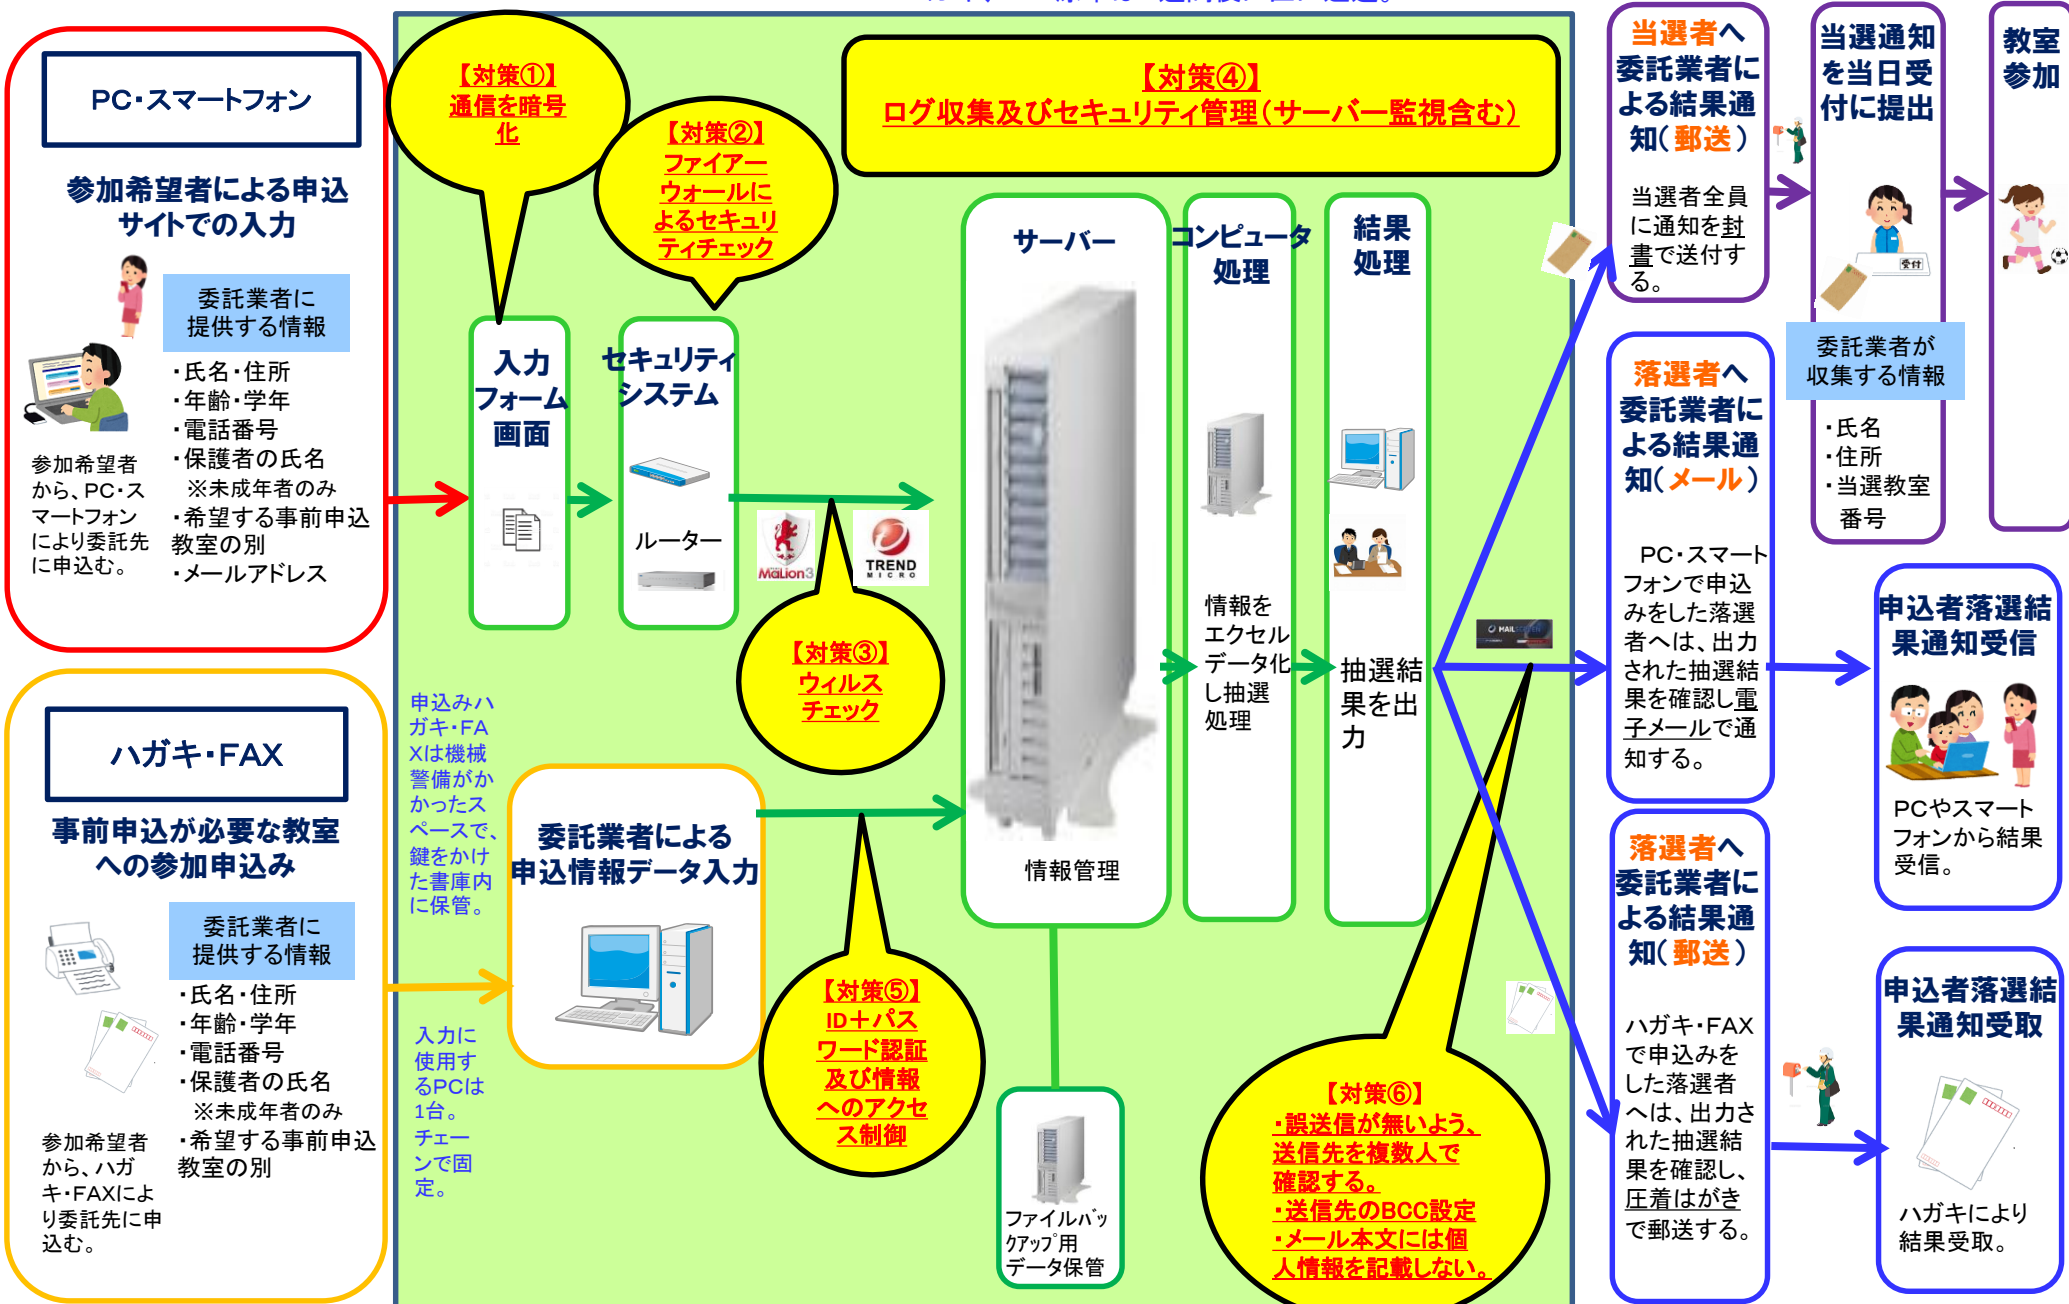 PC・スマートフォン
参加希望者による申込
サイトでの入力
委託業者に
提供する情報
・氏名・住所
・年齢・学年
・電話番号
・保護者の氏名
※未成年者のみ
・希望する事前申込
教室の別
・メールアドレス
参加希望者
から、PC・ス
マートフォン
により委託先
に申込む。
ハガキ・FAX
事前申込が必要な教室
への参加申込み
委託業者に
提供する情報
・氏名・住所
・年齢・学年
・電話番号
・保護者の氏名
※未成年者のみ
・希望する事前申込
教室の別
参加希望者
から、ハガ
キ・FAXによ
り委託先に申
込む。
【対策①】
通信を暗号
化
【対策②】
ファイアー
ウォールに
よるセキュリ
ティチェック
【対策④】
ログ収集及びセキュリティ管理(サーバー監視含む)
入力
フォーム
画面
セキュリティ
システム
ルーター
MaLion3
TREND
MICRO
【対策③】
ウィルス
チェック
サーバー
情報管理
コンピュータ
処理
情報を
エクセル
データ化
し抽選
処理
結果
処理
抽選結
果を出
力
申込みハ
ガキ・FA
Xは機械
警備がか
かったス
ペースで、
鍵をかけ
た書庫内
に保管。
委託業者による
申込情報データ入力
入力に
使用す
るPCは
1台。
チェー
ンで固
定。
【対策⑤】
ID+パス
ワード認証
及び情報
へのアクセ
ス制御
ファイルバッ
クアップ用
データ保管
【対策⑥】
・誤送信が無いよう、
送信先を複数人で
確認する。
・送信先のBCC設定
・メール本文には個
人情報を記載しない。
当選者へ
委託業者に
よる結果通
知(郵送)
当選者全員
に通知を封
書で送付す
る。
当選通知
を当日受
付に提出
受付
委託業者が
収集する情報
・氏名
・住所
・当選教室
番号
教室
参加
落選者へ
委託業者に
よる結果通
知(メール)
PC・スマート
フォンで申込
みをした落選
者へは、出力
された抽選結
果を確認し電
子メールで通
知する。
申込者落選結
果通知受信
PCやスマート
フォンから結果
受信。
落選者へ
委託業者に
よる結果通
知(郵送)
ハガキ・FAX
で申込みを
した落選者
へは、出力さ
れた抽選結
果を確認し、
圧着はがき
で郵送する。
申込者落選結
果通知受取
ハガキにより
結果受取。